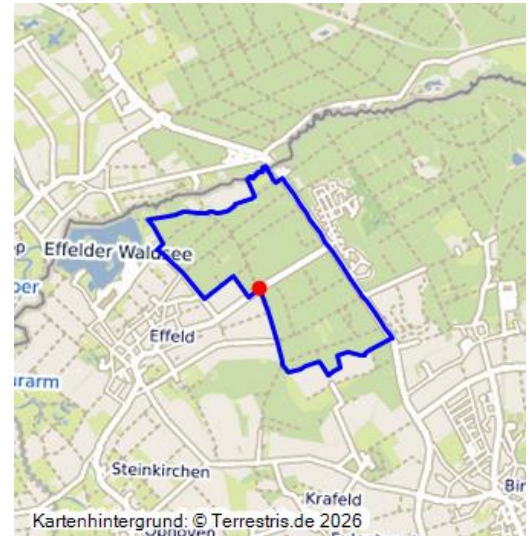 Effelder Waldsee
Effeld
Steinkirchen
Krafeld
Kartenhintergrund: © Terrestris.de 2026